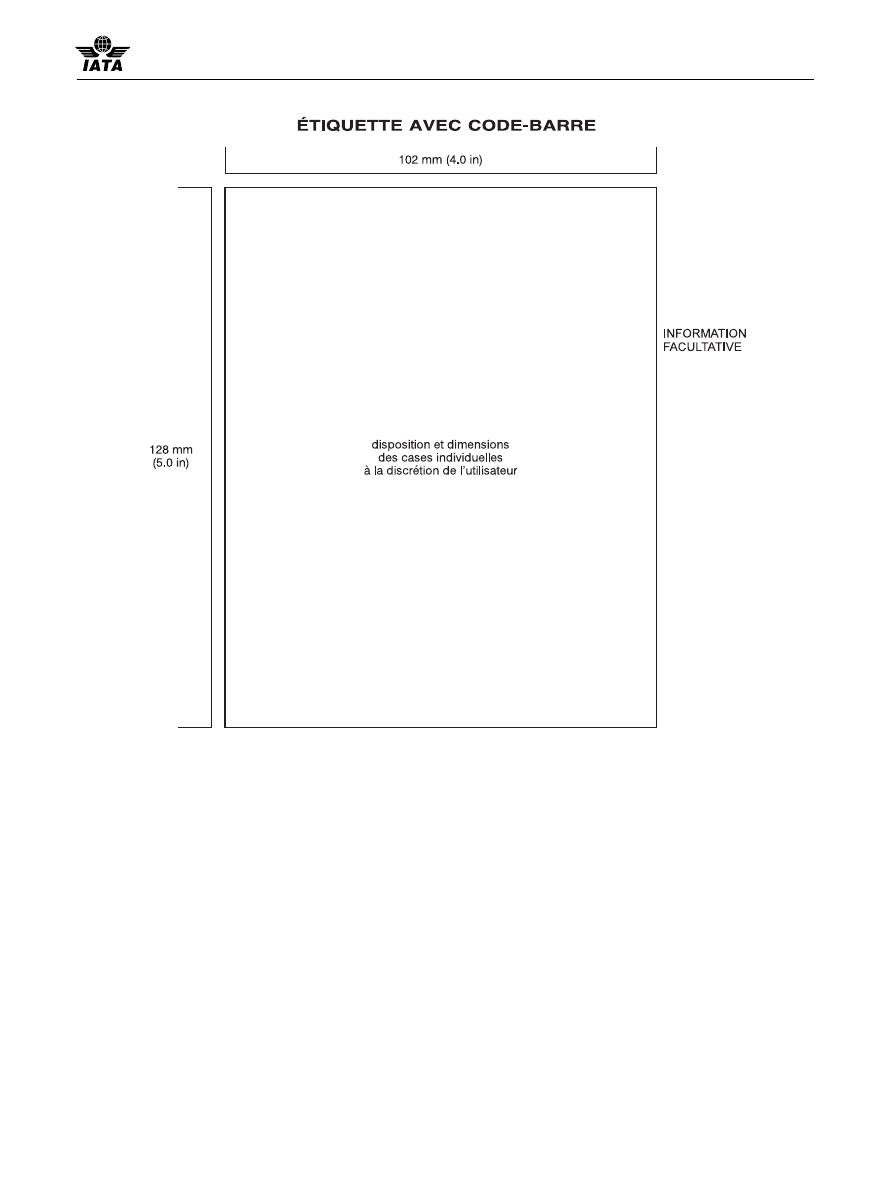 IATA
ÉTIQUETTE AVEC CODE-BARRE
102 mm (4.0 in)
INFORMATION
FACULTATIVE
128 mm
(5.0 in)
disposition et dimensions
des cases individuelles
à la discrétion de l'utilisateur